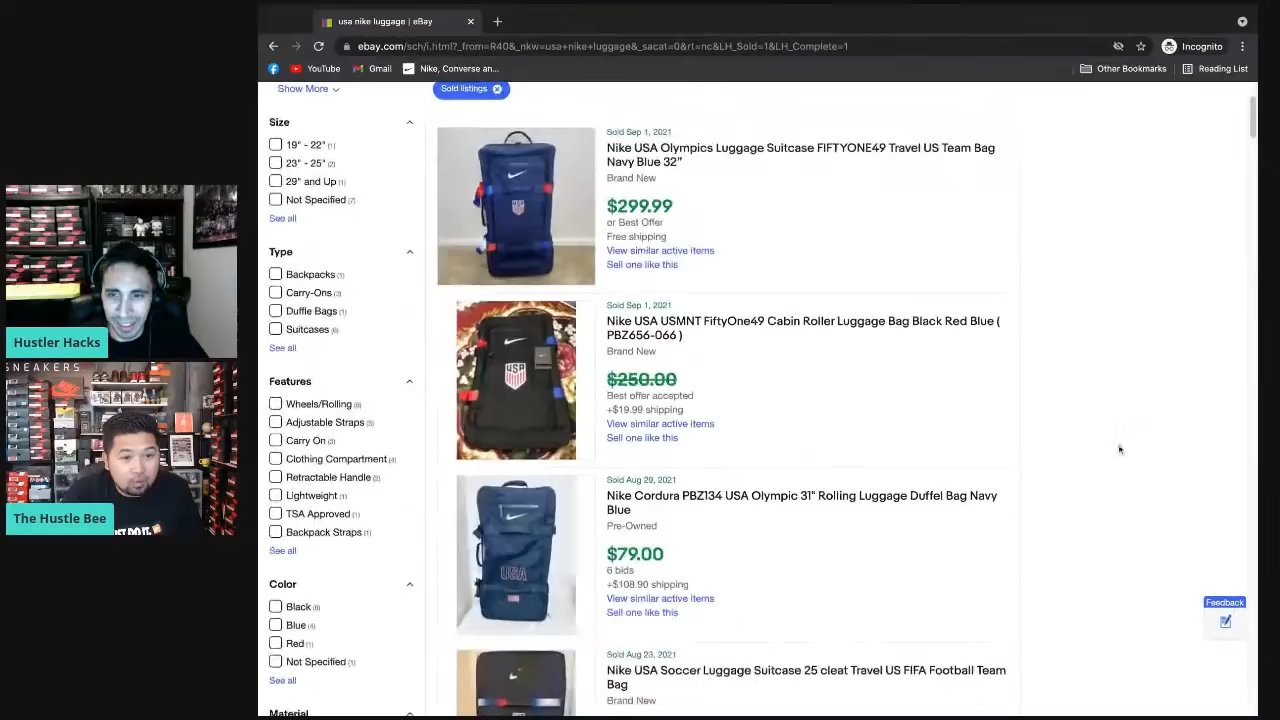 usa nike luggage | eBay
ebay.com/sch/i.html?_from=R40&_nkw=usa+nike+luggage&_sacat=0&rt=nc&LH_Sold=1&LH_Complete=1
Incognito
YouTube
Gmail
Nike, Converse an...
Other Bookmarks
Reading List
Show More
Sold listings
Size
19" - 22" (1)
23" - 25" (2)
29" and Up (1)
Not Specified (7)
See all
Type
Backpacks (1)
Carry-Ons (3)
Duffle Bags (1)
Suitcases (6)
See all
Features
Wheels/Rolling (6)
Adjustable Straps (5)
Carry On (3)
Clothing Compartment (4)
Retractable Handle (2)
Lightweight (1)
TSA Approved (1)
Backpack Straps (1)
See all
Color
Black (8)
Blue (4)
Red (1)
Not Specified (1)
See all
Material
Sold Sep 1, 2021
Nike USA Olympics Luggage Suitcase FIFTYONE49 Travel US Team Bag
Navy Blue 32”
Brand New
$299.99
or Best Offer
Free shipping
View similar active items
Sell one like this
Sold Sep 1, 2021
Nike USA USMNT FiftyOne49 Cabin Roller Luggage Bag Black Red Blue (
PBZ656-066 )
Brand New
$250.00
Best offer accepted
+$19.99 shipping
View similar active items
Sell one like this
Sold Aug 29, 2021
Nike Cordura PBZ134 USA Olympic 31" Rolling Luggage Duffel Bag Navy
Blue
Pre-Owned
$79.00
6 bids
+$108.90 shipping
View similar active items
Sell one like this
USA
Sold Aug 23, 2021
Nike USA Soccer Luggage Suitcase 25 cleat Travel US FIFA Football Team
Bag
Brand New
Feedback
Hustler Hacks
SNEAKERS
The Hustle Bee